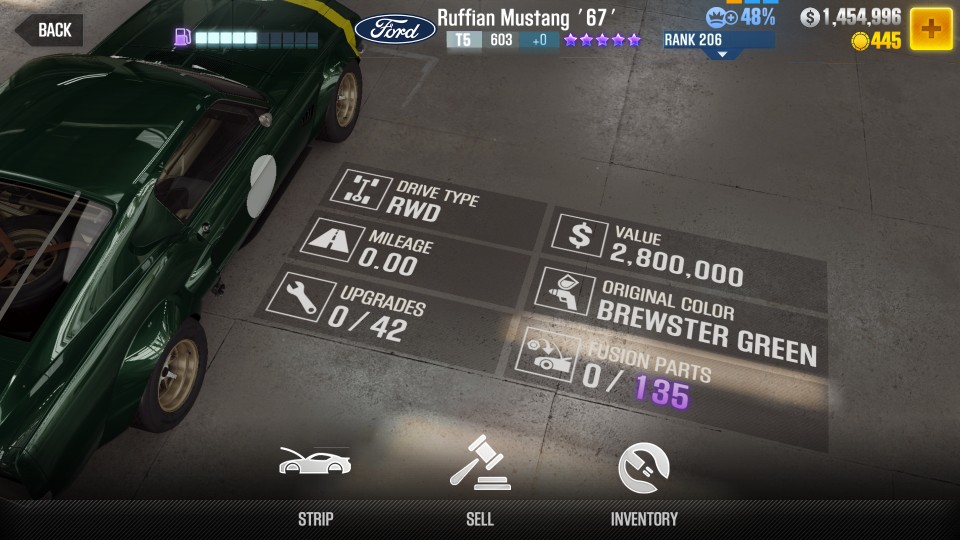 BACK
Ford
Ruffian Mustang '67'
T5 603 +0
RANK 206
48%
$ 1,454,996
445
DRIVE TYPE
RWD
MILEAGE
0.00
UPGRADES
0/42
$ VALUE
2,800,000
ORIGINAL COLOR
BREWSTER GREEN
FUSION PARTS
0/135
STRIP
SELL
INVENTORY